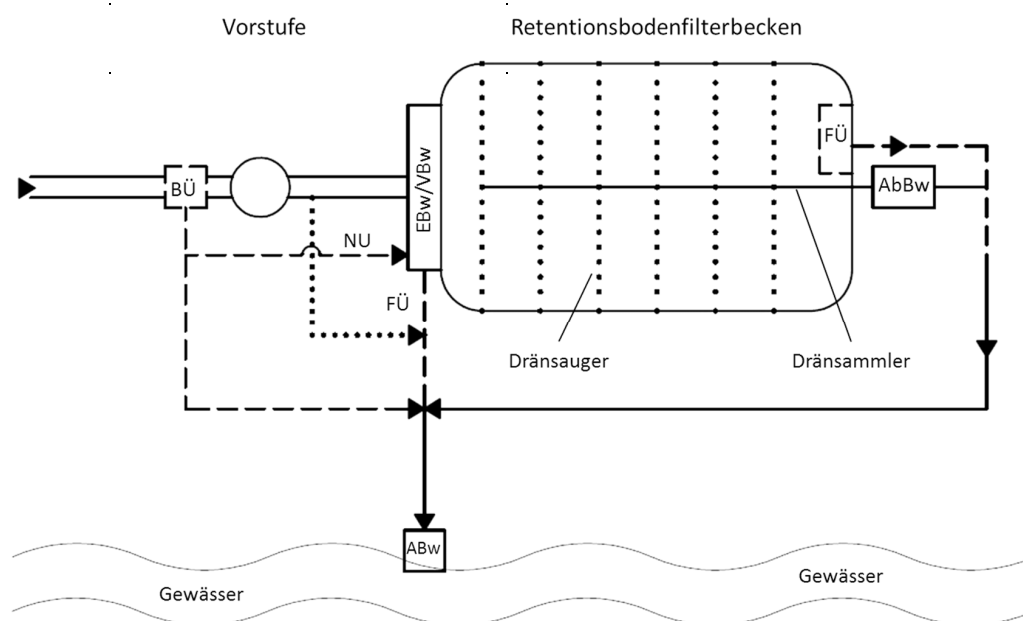 Vorstufe
Retentionsbodenfilterbecken
FÜ
BÜ
EBw/VBw
AbBw
NU
FÜ
Dränsauger
Dränsammler
ABw
Gewässer
Gewässer